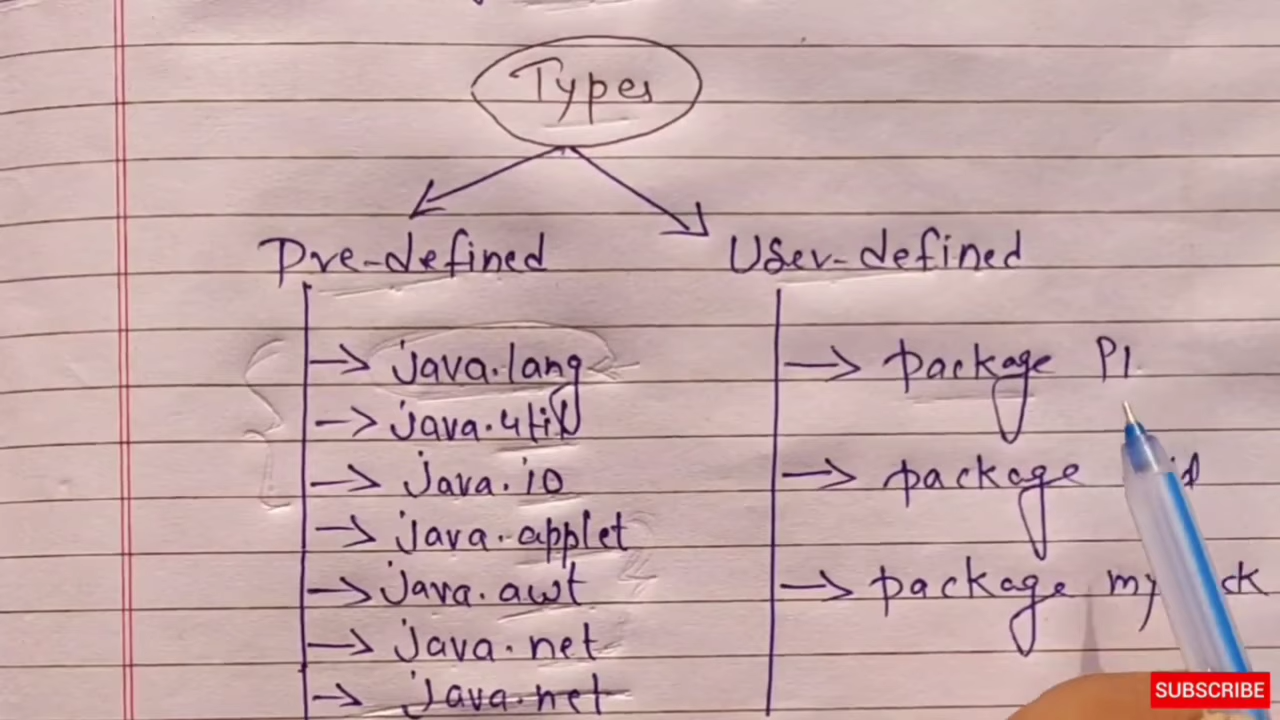 Types
Pre-defined
User-defined
java.lang
package P1
java.util
java.io
package
java.applet
java.awt
package
java.net
java.net
SUBSCRIBE